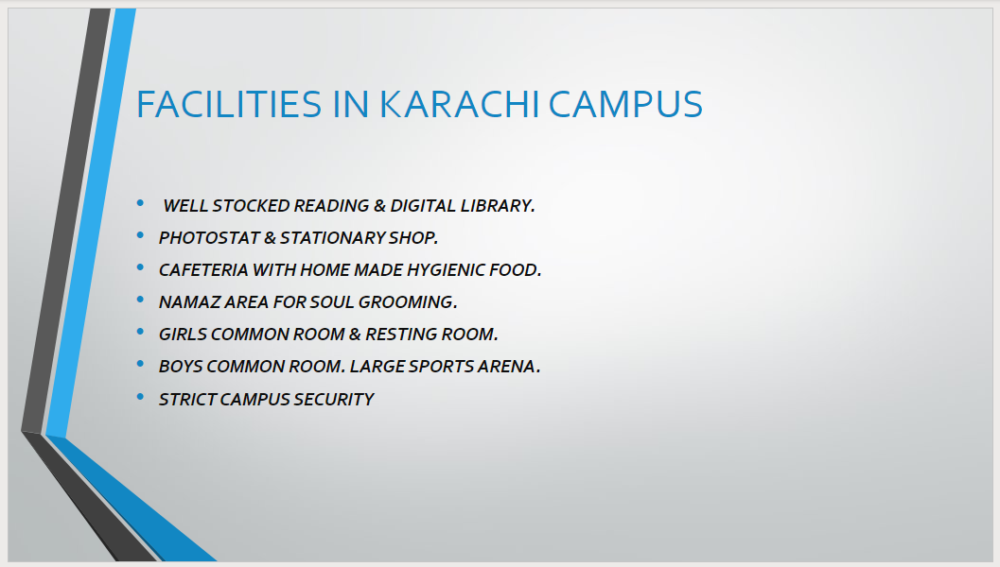 FACILITIES IN KARACHI CAMPUS
• WELL STOCKED READING & DIGITAL LIBRARY.
• PHOTOSTAT & STATIONARY SHOP.
• CAFETERIA WITH HOME MADE HYGIENIC FOOD.
• NAMAZ AREA FOR SOUL GROOMING.
• GIRLS COMMON ROOM & RESTING ROOM.
• BOYS COMMON ROOM. LARGE SPORTS ARENA.
• STRICT CAMPUS SECURITY